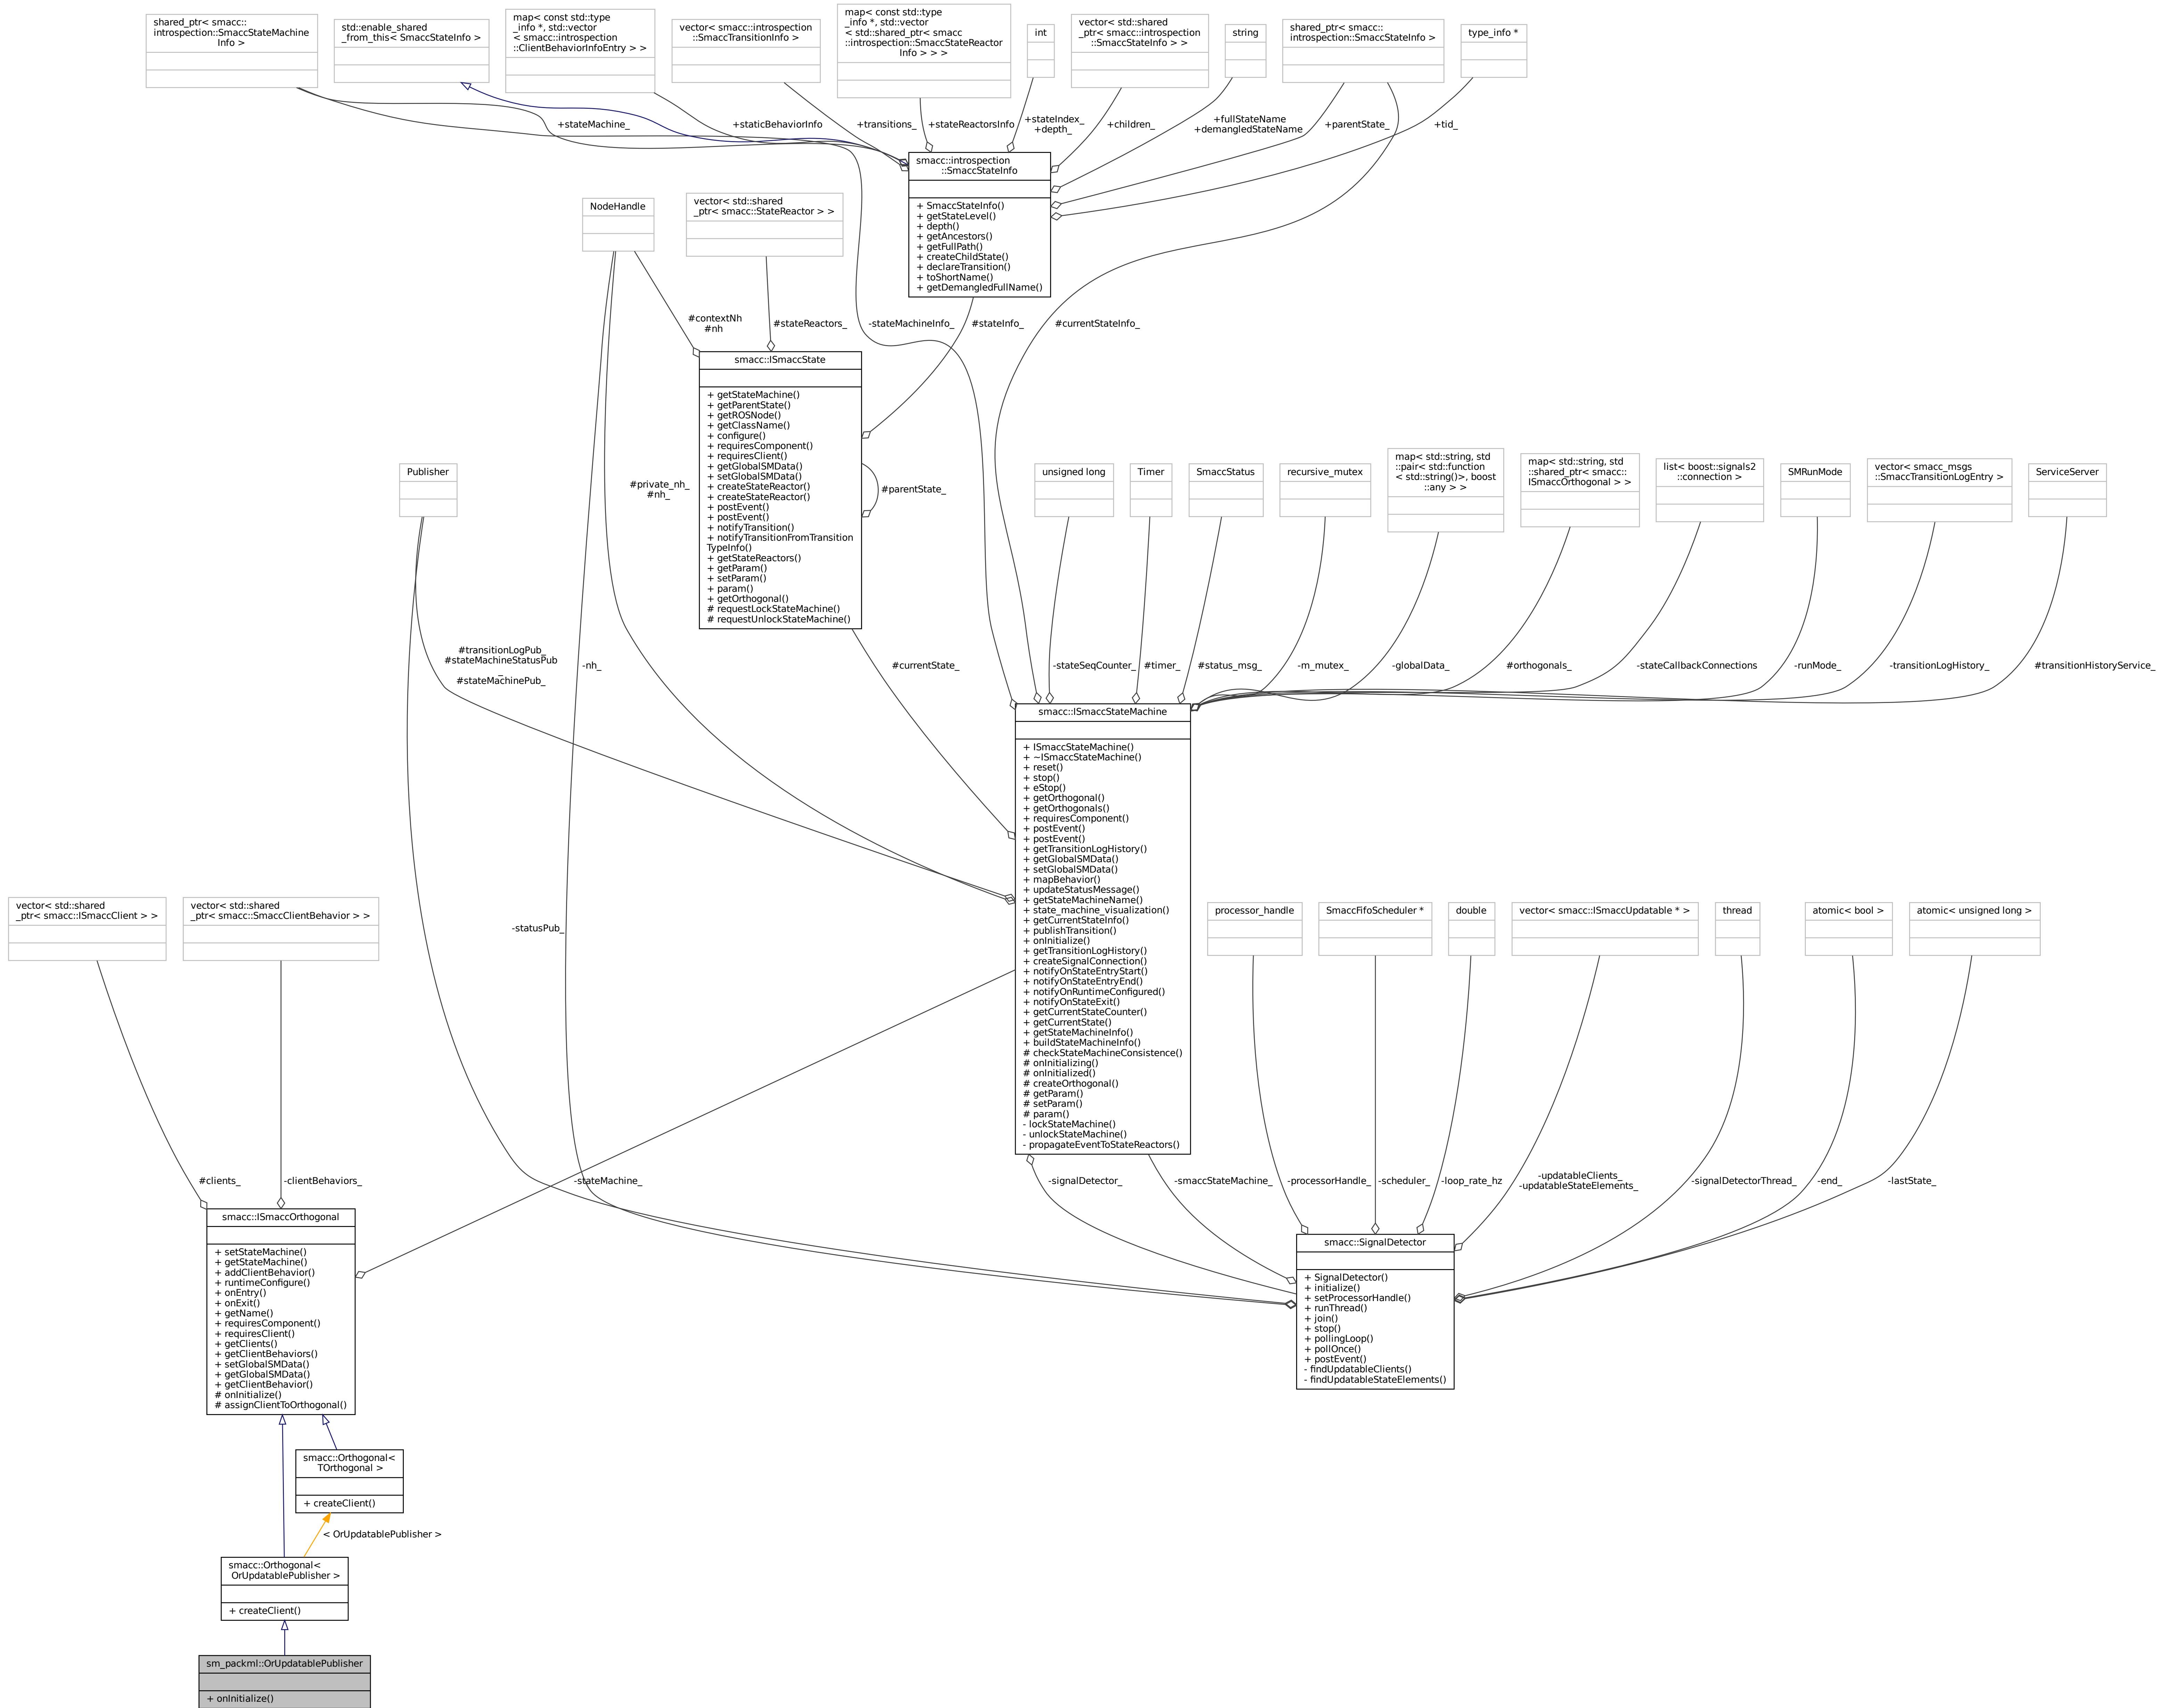 shared_ptr< smacc::
introspection::SmaccStateMachine
Info >
std::enable_shared
_from_this< SmaccStateInfo >
map< const std::type
_info *, std::vector
< smacc::introspection
::ClientBehaviorInfoEntry > >
vector< smacc::introspection
::SmaccTransitionInfo >
map< const std::type
_info *, std::vector
< std::shared_ptr< smacc
::introspection::SmaccStateReactor
Info > > >
int
vector< std::shared
_ptr< smacc::introspection
::SmaccStateInfo > >
string
shared_ptr< smacc::
introspection::SmaccStateInfo >
type_info *
+stateMachine_
+staticBehaviorInfo
+transitions_
+stateReactorsInfo
+stateIndex_
+depth_
+children_
+fullStateName
+demangledStateName
+parentState_
+tid_
smacc::introspection
::SmaccStateInfo
+ SmaccStateInfo()
+ getStateLevel()
+ depth()
+ getAncestors()
+ getFullPath()
+ createChildState()
+ declareTransition()
+ toShortName()
+ getDemangledFullName()
NodeHandle
vector< std::shared
_ptr< smacc::StateReactor > >
#contextNh
#nh
#stateReactors_
-stateMachineInfo_
#stateInfo_
#currentStateInfo_
smacc::ISmaccState
+ getStateMachine()
+ getParentState()
+ getROSNode()
+ getClassName()
+ configure()
+ requiresComponent()
+ requiresClient()
+ getGlobalSMData()
+ setGlobalSMData()
+ createStateReactor()
+ createStateReactor()
+ postEvent()
+ postEvent()
+ notifyTransition()
+ notifyTransitionFromTransition
TypeInfo()
+ getStateReactors()
+ getParam()
+ setParam()
+ param()
+ getOrthogonal()
# requestLockStateMachine()
# requestUnlockStateMachine()
#parentState_
#private_nh_
#nh_
Publisher
unsigned long
Timer
SmaccStatus
recursive_mutex
map< std::string, std
::pair< std::function
< std::string()>, boost
::any > >
map< std::string, std
::shared_ptr< smacc::
ISmaccOrthogonal > >
list< boost::signals2
::connection >
SMRunMode
vector< smacc_msgs
::SmaccTransitionLogEntry >
ServiceServer
#transitionLogPub_
#stateMachineStatusPub
_
#stateMachinePub_
-nh_
#currentState_
-stateSeqCounter_
#timer_
#status_msg_
-m_mutex_
-globalData_
#orthogonals_
-stateCallbackConnections
-runMode_
-transitionLogHistory_
#transitionHistoryService_
smacc::ISmaccStateMachine
+ ISmaccStateMachine()
+ ~ISmaccStateMachine()
+ reset()
+ stop()
+ eStop()
+ getOrthogonal()
+ getOrthogonals()
+ requiresComponent()
+ postEvent()
+ postEvent()
+ getTransitionLogHistory()
+ getGlobalSMData()
+ setGlobalSMData()
+ mapBehavior()
+ updateStatusMessage()
+ getStateMachineName()
+ state_machine_visualization()
+ getCurrentStateInfo()
+ publishTransition()
+ onInitialize()
+ getTransitionLogHistory()
+ createSignalConnection()
+ notifyOnStateEntryStart()
+ notifyOnStateEntryEnd()
+ notifyOnRuntimeConfigured()
+ notifyOnStateExit()
+ getCurrentStateCounter()
+ getCurrentState()
+ getStateMachineInfo()
+ buildStateMachineInfo()
# checkStateMachineConsistence()
# onInitializing()
# onInitialized()
# createOrthogonal()
# getParam()
# setParam()
# param()
- lockStateMachine()
- unlockStateMachine()
- propagateEventToStateReactors()
vector< std::shared
_ptr< smacc::ISmaccClient > >
vector< std::shared
_ptr< smacc::SmaccClientBehavior > >
-statusPub_
processor_handle
SmaccFifoScheduler *
double
vector< smacc::ISmaccUpdatable * >
thread
atomic< bool >
atomic< unsigned long >
#clients_
-clientBehaviors_
-stateMachine_
-signalDetector_
-smaccStateMachine_
-processorHandle_
-scheduler_
-loop_rate_hz
-updatableClients_
-updatableStateElements_
-signalDetectorThread_
-end_
-lastState_
smacc::ISmaccOrthogonal
+ setStateMachine()
+ getStateMachine()
+ addClientBehavior()
+ runtimeConfigure()
+ onEntry()
+ onExit()
+ getName()
+ requiresComponent()
+ requiresClient()
+ getClients()
+ getClientBehaviors()
+ setGlobalSMData()
+ getGlobalSMData()
+ getClientBehavior()
# onInitialize()
# assignClientToOrthogonal()
smacc::SignalDetector
+ SignalDetector()
+ initialize()
+ setProcessorHandle()
+ runThread()
+ join()
+ stop()
+ pollingLoop()
+ pollOnce()
+ postEvent()
- findUpdatableClients()
- findUpdatableStateElements()
smacc::Orthogonal<
TOrthogonal >
+ createClient()
< OrUpdatablePublisher >
smacc::Orthogonal<
OrUpdatablePublisher >
+ createClient()
sm_packml::OrUpdatablePublisher
+ onInitialize()